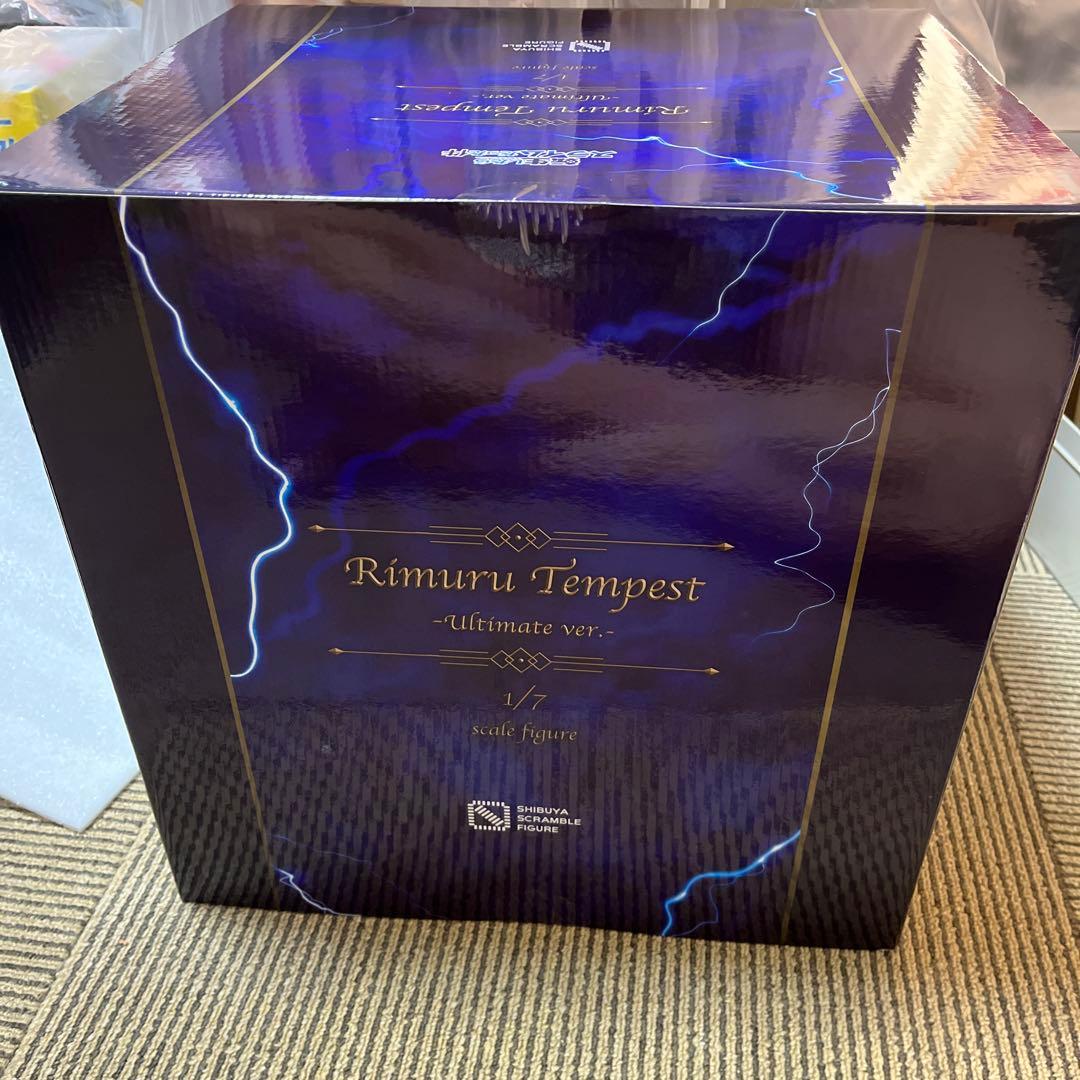 SHIBUYA
SCRAMBLE
FIGURE
scale figure
1/7
-Ultimate ver.-
Rimuru Tempest
Rimuru Tempest
-Ultimate ver.-
1/7
scale figure
SHIBUYA
SCRAMBLE
FIGURE